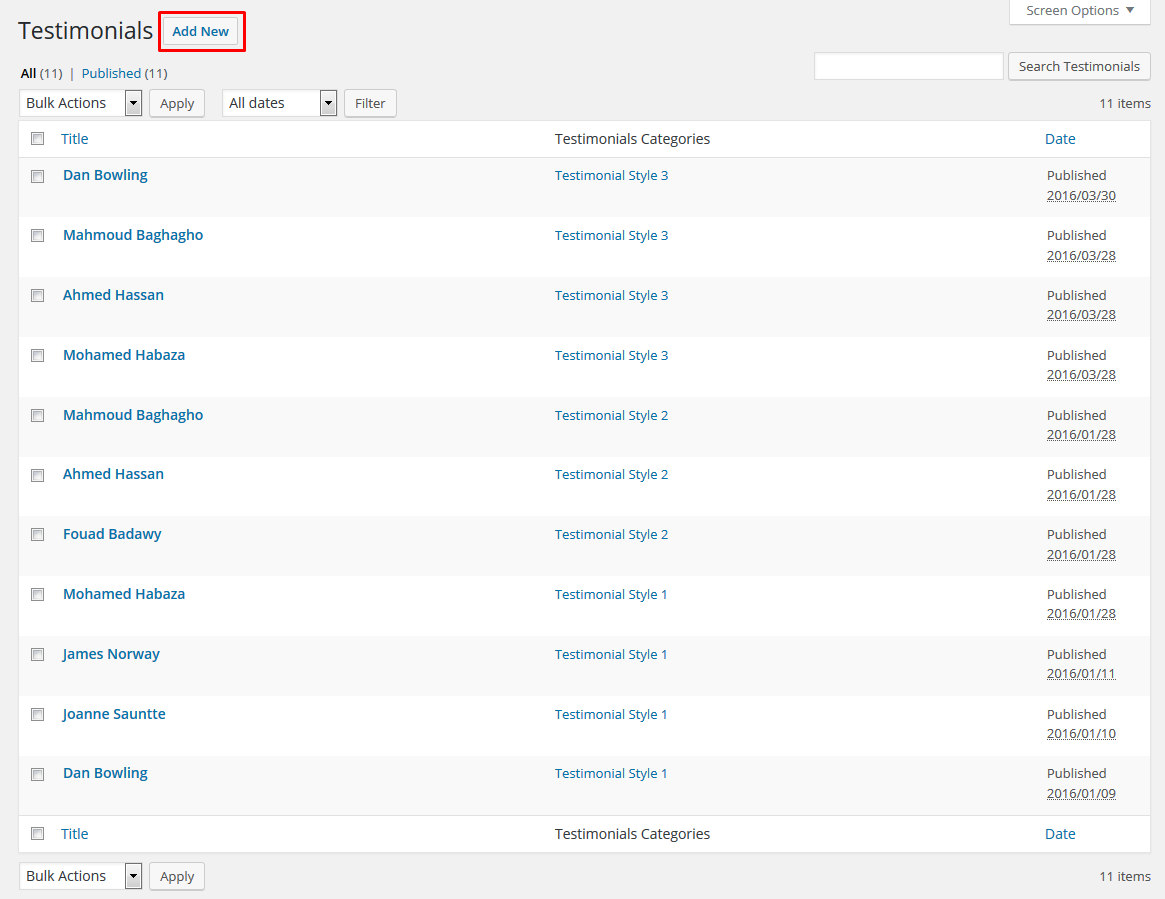 Screen Options
Testimonials Add New
All (11) | Published (11)
Search Testimonials
Bulk Actions Apply All dates Filter 11 items
Title Testimonials Categories Date
Dan Bowling Testimonial Style 3 Published
2016/03/30
Mahmoud Baghagho Testimonial Style 3 Published
2016/03/28
Ahmed Hassan Testimonial Style 3 Published
2016/03/28
Mohamed Habaza Testimonial Style 3 Published
2016/03/28
Mahmoud Baghagho Testimonial Style 2 Published
2016/01/28
Ahmed Hassan Testimonial Style 2 Published
2016/01/28
Fouad Badawy Testimonial Style 2 Published
2016/01/28
Mohamed Habaza Testimonial Style 1 Published
2016/01/28
James Norway Testimonial Style 1 Published
2016/01/11
Joanne Sauntte Testimonial Style 1 Published
2016/01/10
Dan Bowling Testimonial Style 1 Published
2016/01/09
Title Testimonials Categories Date
Bulk Actions Apply 11 items